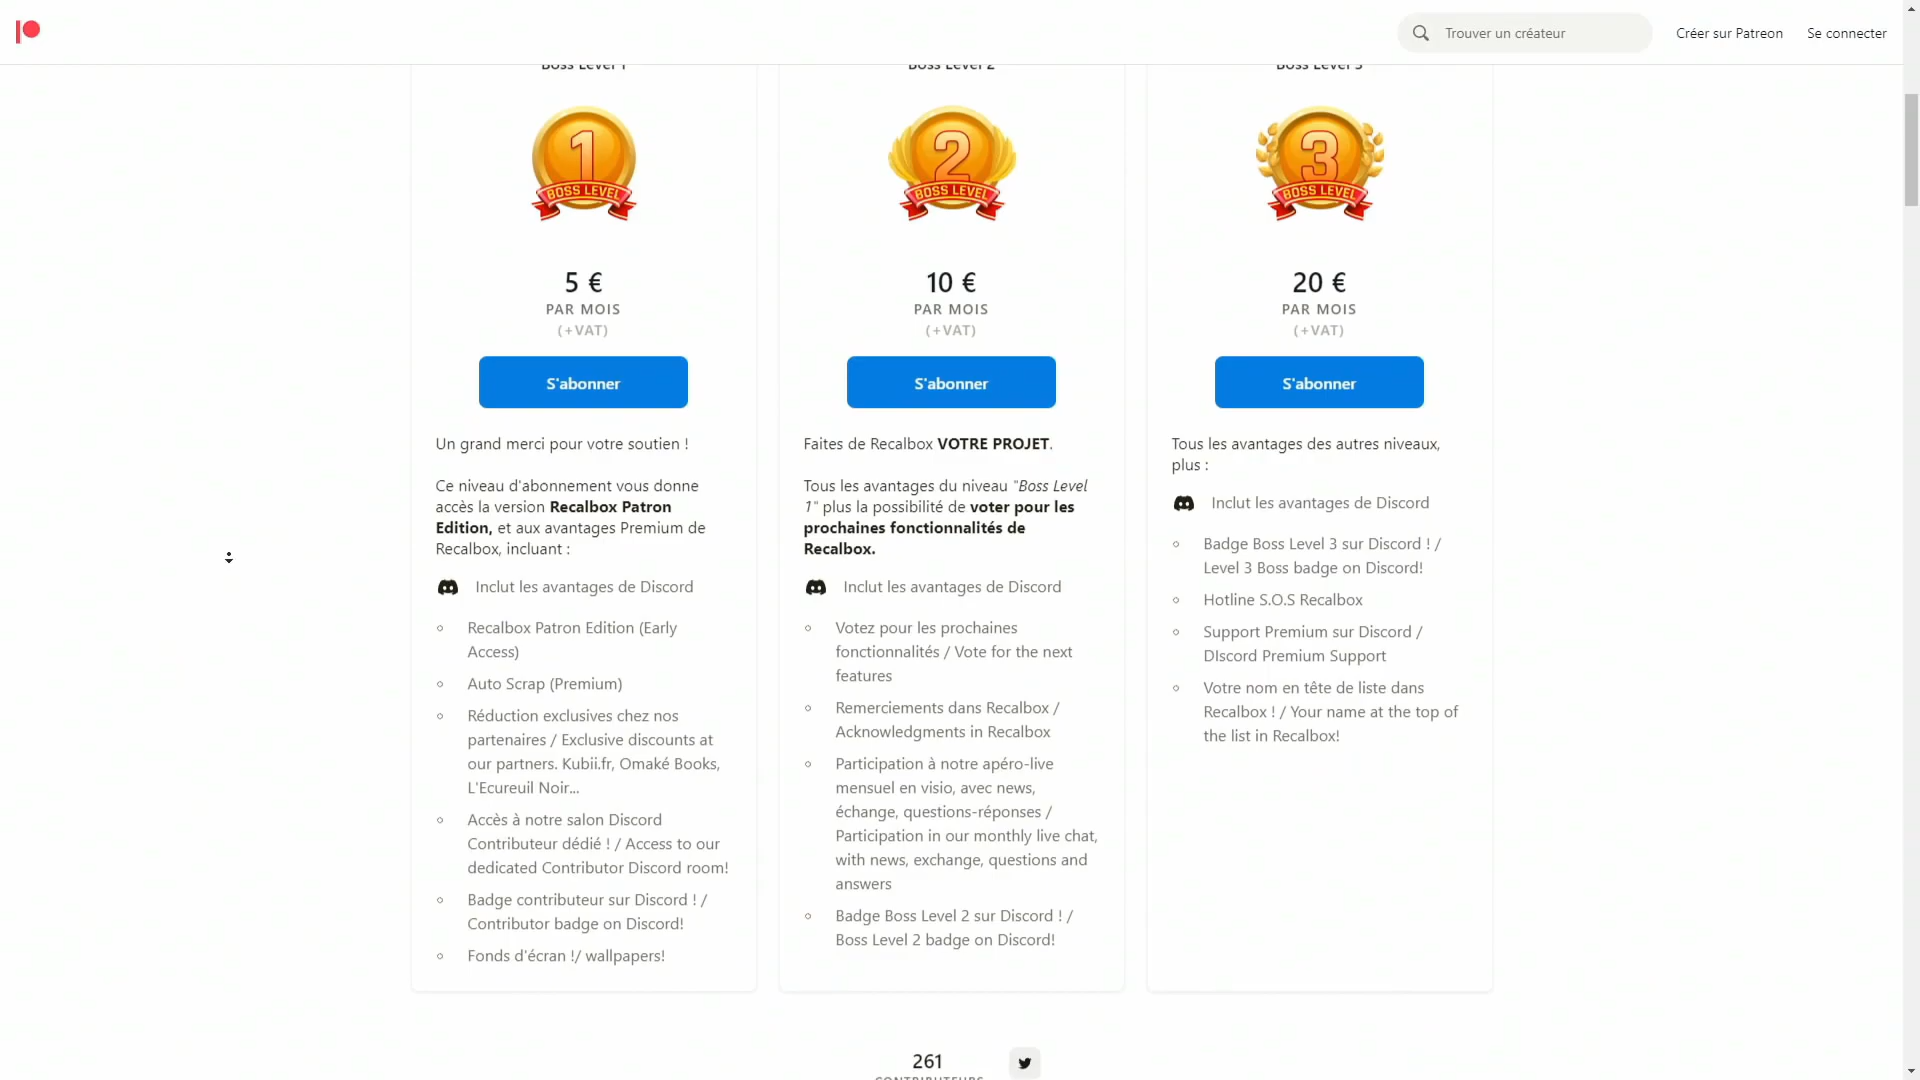 Trouver un créateur
Créer sur Patreon
Se connecter
Boss Level 1
1
BOSS LEVEL
5 €
PAR MOIS
(+VAT)
S'abonner
Un grand merci pour votre soutien !
Ce niveau d'abonnement vous donne
accès la version Recalbox Patron
Edition, et aux avantages Premium de
Recalbox, incluant :
Inclut les avantages de Discord
Recalbox Patron Edition (Early
Access)
Auto Scrap (Premium)
Réduction exclusives chez nos
partenaires / Exclusive discounts at
our partners. Kubii.fr, Omaké Books,
L'Ecureuil Noir...
Accès à notre salon Discord
Contributeur dédié ! / Access to our
dedicated Contributor Discord room!
Badge contributeur sur Discord ! /
Contributor badge on Discord!
Fonds d'écran !/ wallpapers!
Boss Level 2
2
BOSS LEVEL
10 €
PAR MOIS
(+VAT)
S'abonner
Faites de Recalbox VOTRE PROJET.
Tous les avantages du niveau "Boss Level
1" plus la possibilité de voter pour les
prochaines fonctionnalités de
Recalbox.
Inclut les avantages de Discord
Votez pour les prochaines
fonctionnalités / Vote for the next
features
Remerciements dans Recalbox /
Acknowledgments in Recalbox
Participation à notre apéro-live
mensuel en visio, avec news,
échange, questions-réponses /
Participation in our monthly live chat,
with news, exchange, questions and
answers
Badge Boss Level 2 sur Discord ! /
Boss Level 2 badge on Discord!
Boss Level 3
3
BOSS LEVEL
20 €
PAR MOIS
(+VAT)
S'abonner
Tous les avantages des autres niveaux,
plus :
Inclut les avantages de Discord
Badge Boss Level 3 sur Discord ! /
Level 3 Boss badge on Discord!
Hotline S.O.S Recalbox
Support Premium sur Discord /
DIscord Premium Support
Votre nom en tête de liste dans
Recalbox ! / Your name at the top of
the list in Recalbox!
261
CONTRIBUTEURS